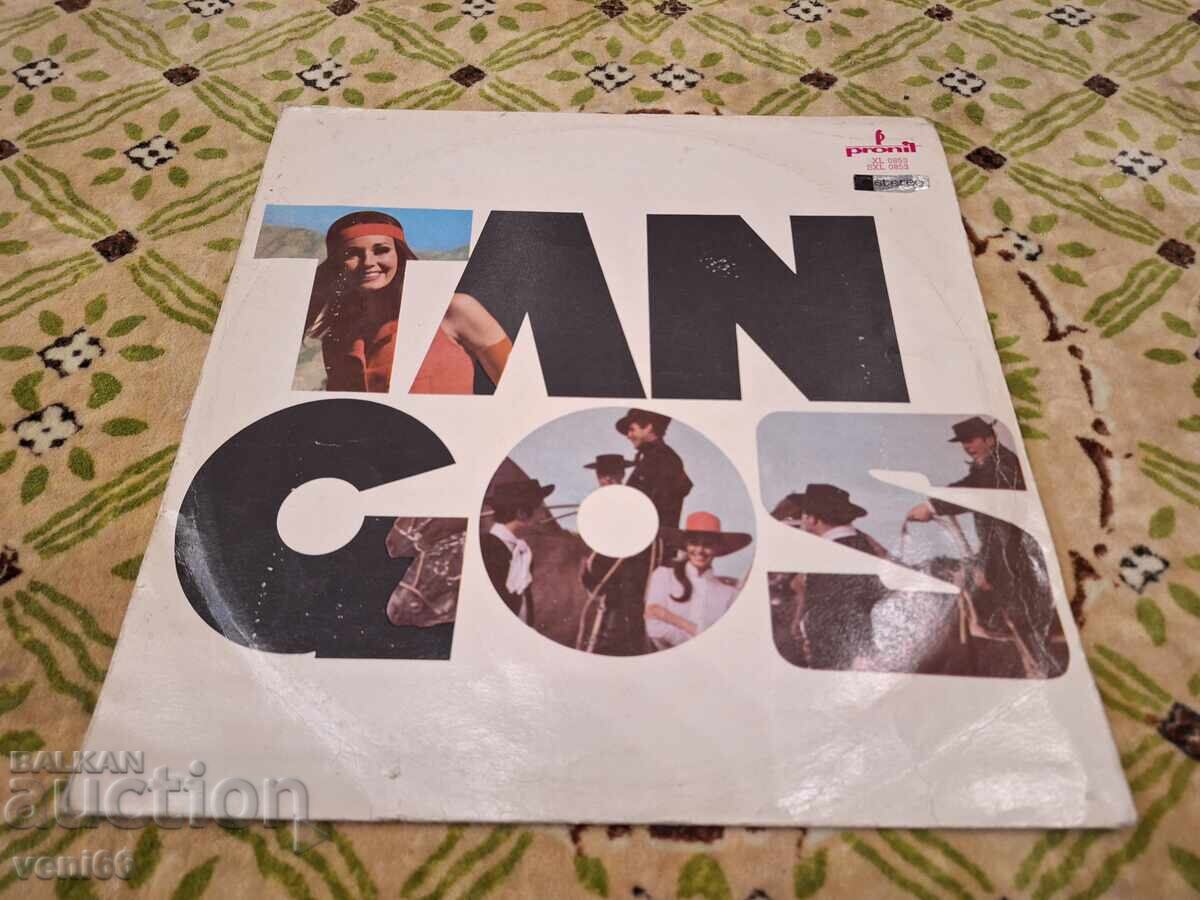 pronit
XL 0853
SXL 0853
stereo
TAN
GOS
BALKAN
auction
veni66